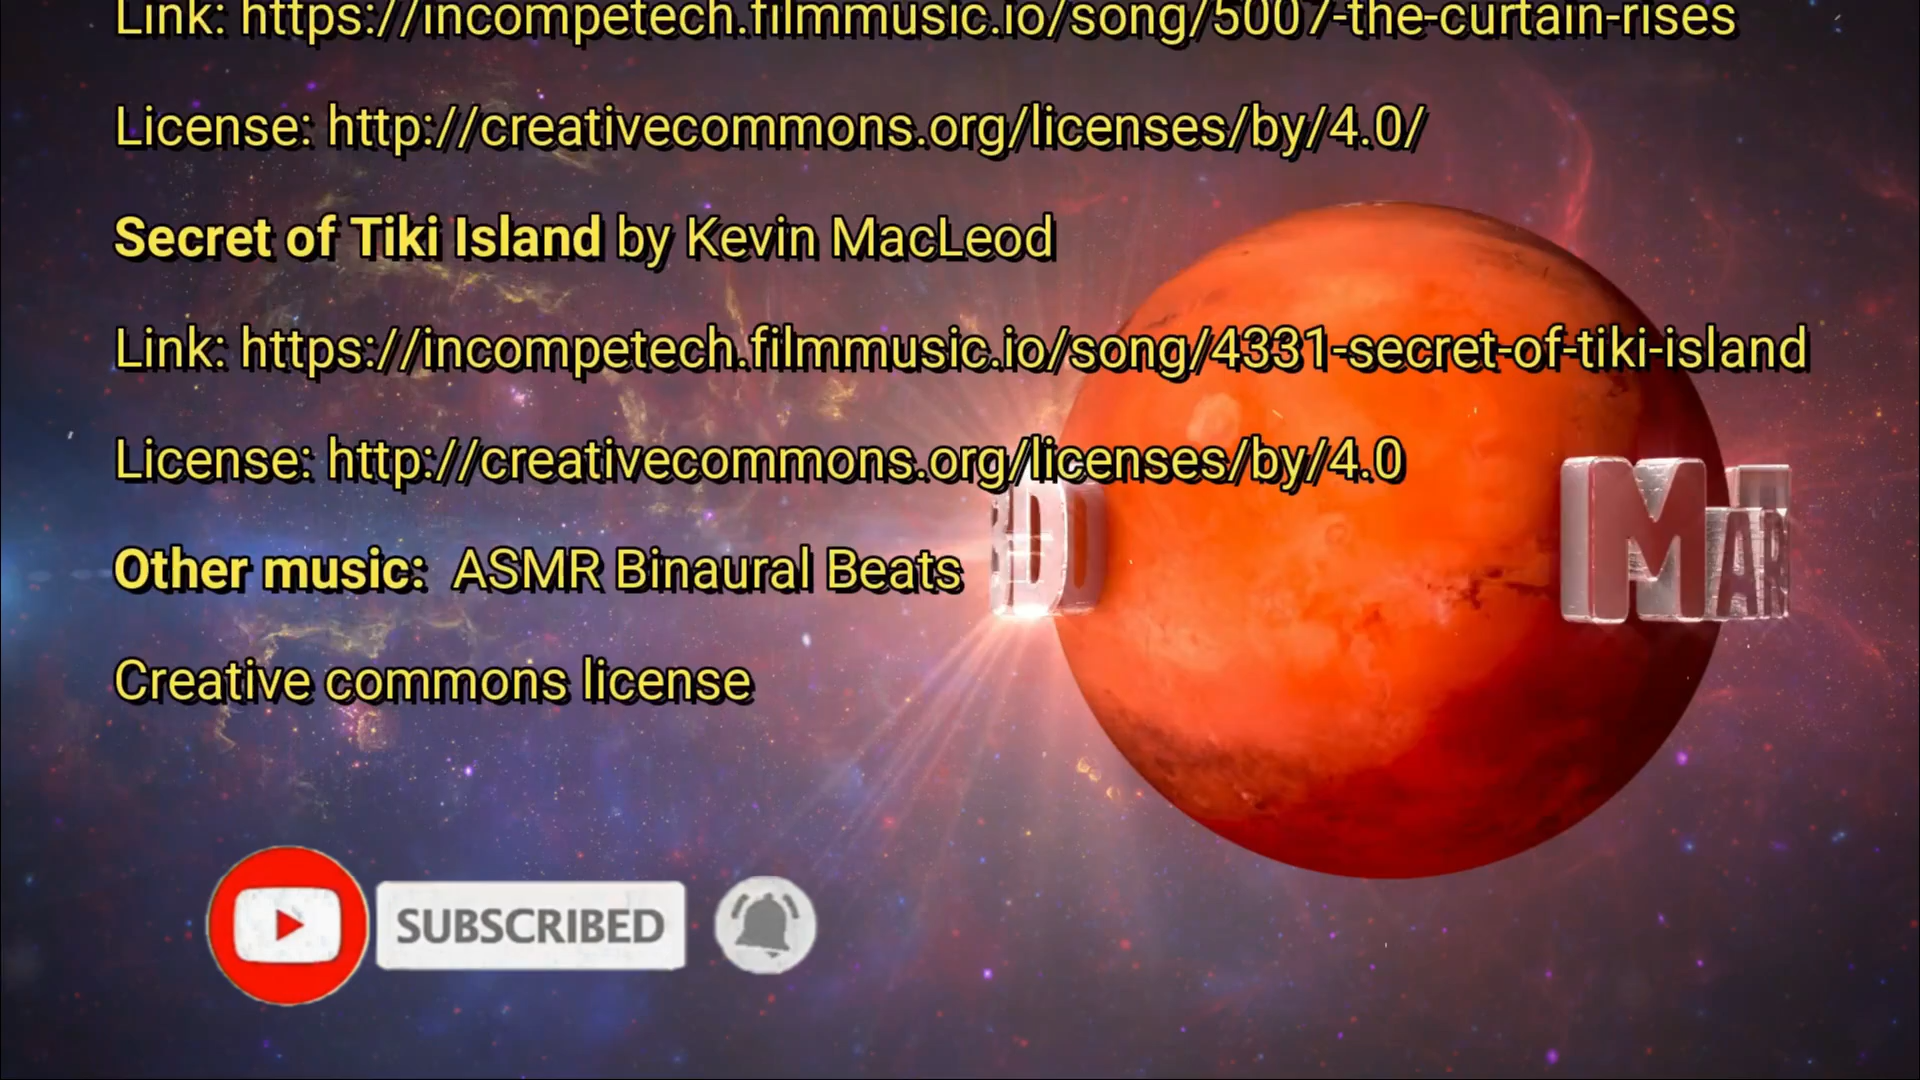 Link: https://incompetech.filmmusic.io/song/5007-the-curtain-rises
License: http://creativecommons.org/licenses/by/4.0/
Secret of Tiki Island by Kevin MacLeod
Link: https://incompetech.filmmusic.io/song/4331-secret-of-tiki-island
License: http://creativecommons.org/licenses/by/4.0
Other music: ASMR Binaural Beats
Creative commons license
SUBSCRIBED